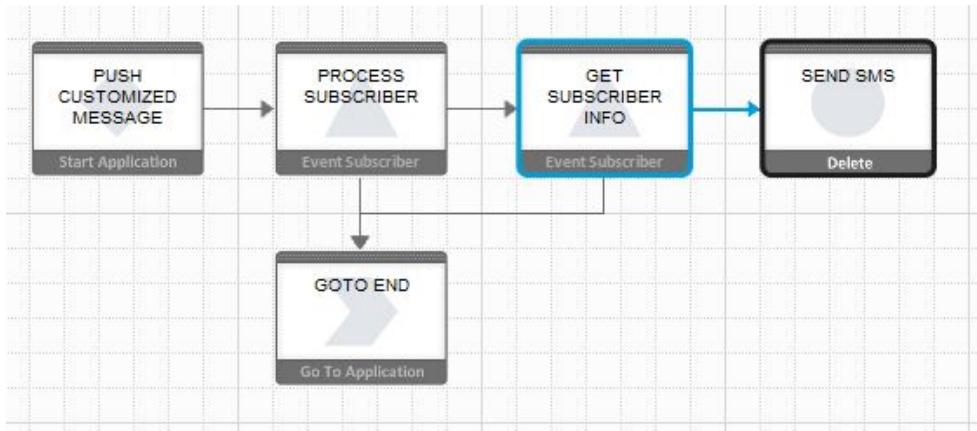 PUSH
CUSTOMIZED
MESSAGE
Start Application
PROCESS
SUBSCRIBER
Event Subscriber
GET
SUBSCRIBER
INFO
Event Subscriber
SEND SMS
Delete
GOTO END
Go To Application